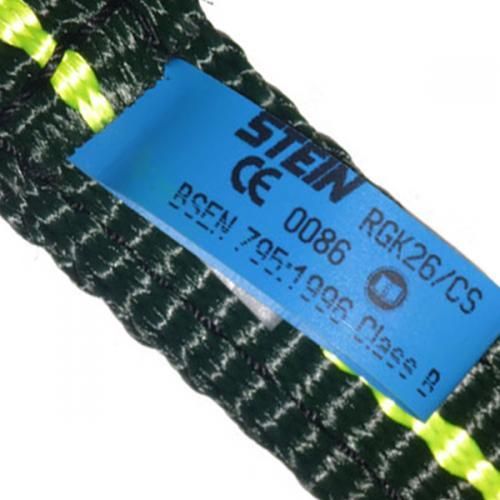 STEIN RGK26/CS
CE 0086
BSEN 795:1996 Class B